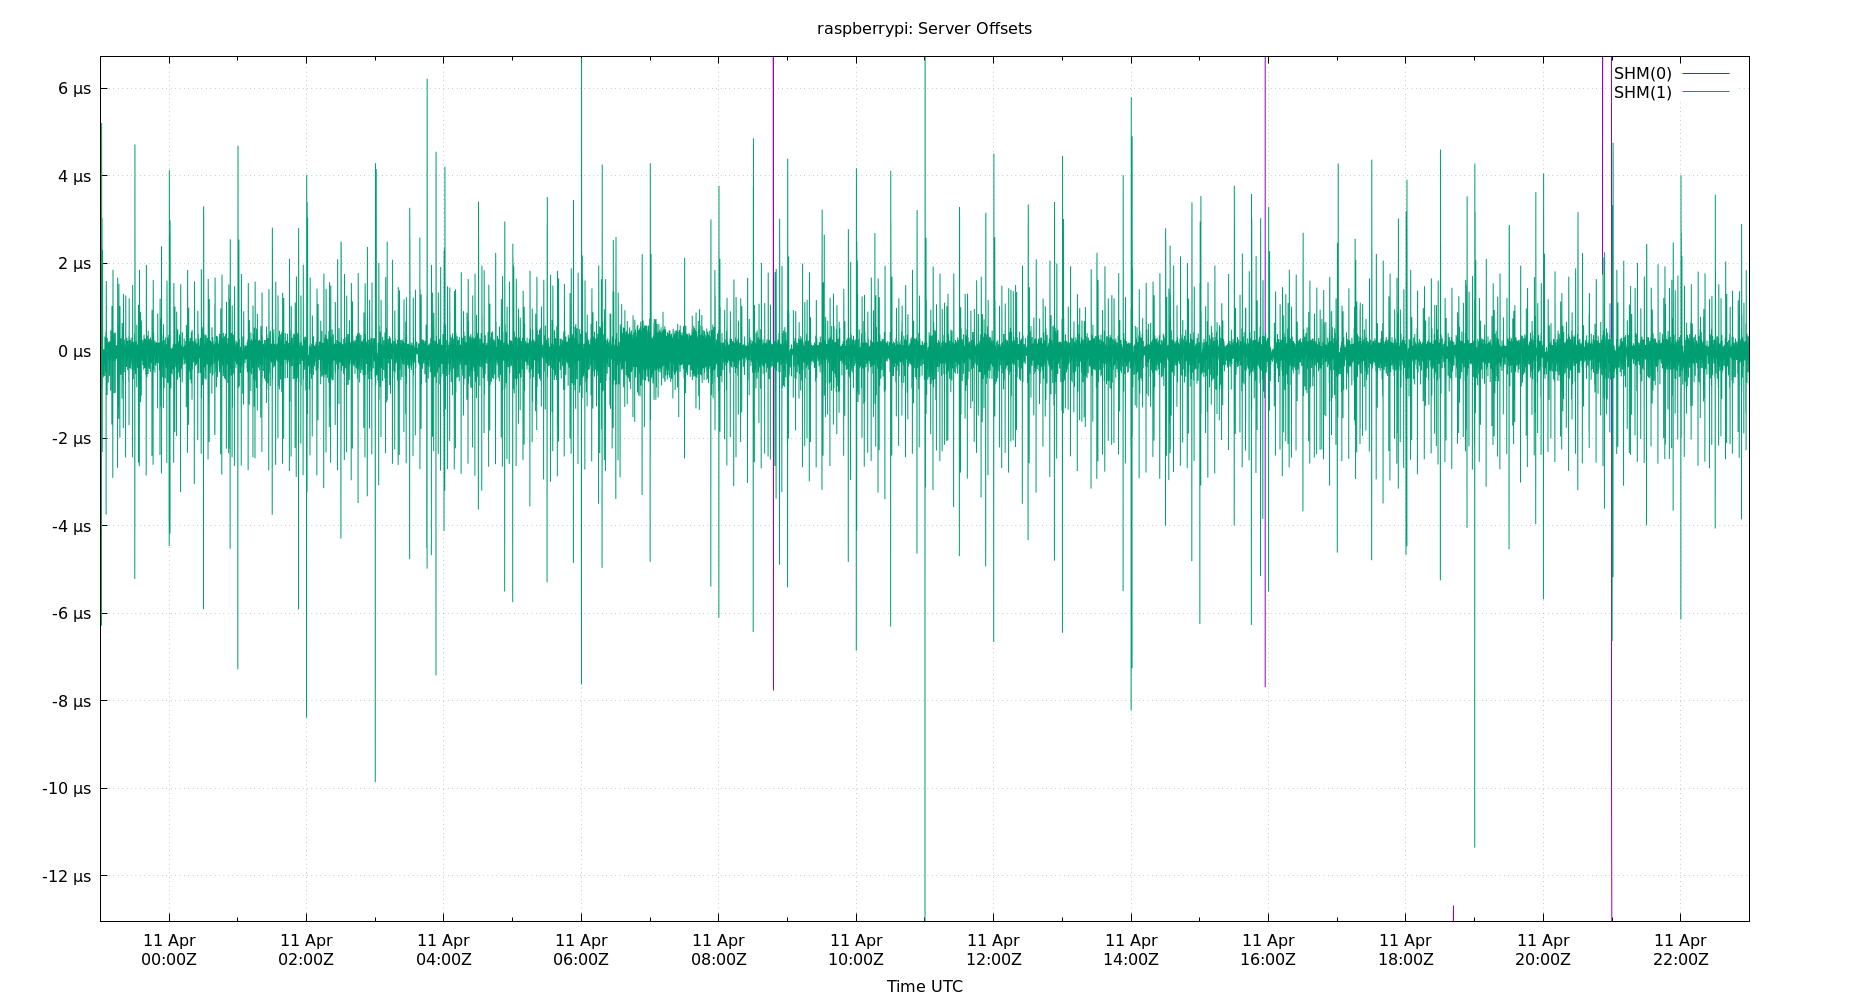 raspberrypi: Server Offsets
SHM(0)
SHM(1)
6 µs
4 µs
2 µs
0 µs
-2 µs
-4 µs
-6 µs
-8 µs
-10 µs
-12 µs
11 Apr 11 Apr 11 Apr 11 Apr 11 Apr 11 Apr 11 Apr 11 Apr 11 Apr 11 Apr 11 Apr 11 Apr
00:00Z 02:00Z 04:00Z 06:00Z 08:00Z 10:00Z 12:00Z 14:00Z 16:00Z 18:00Z 20:00Z 22:00Z
Time UTC